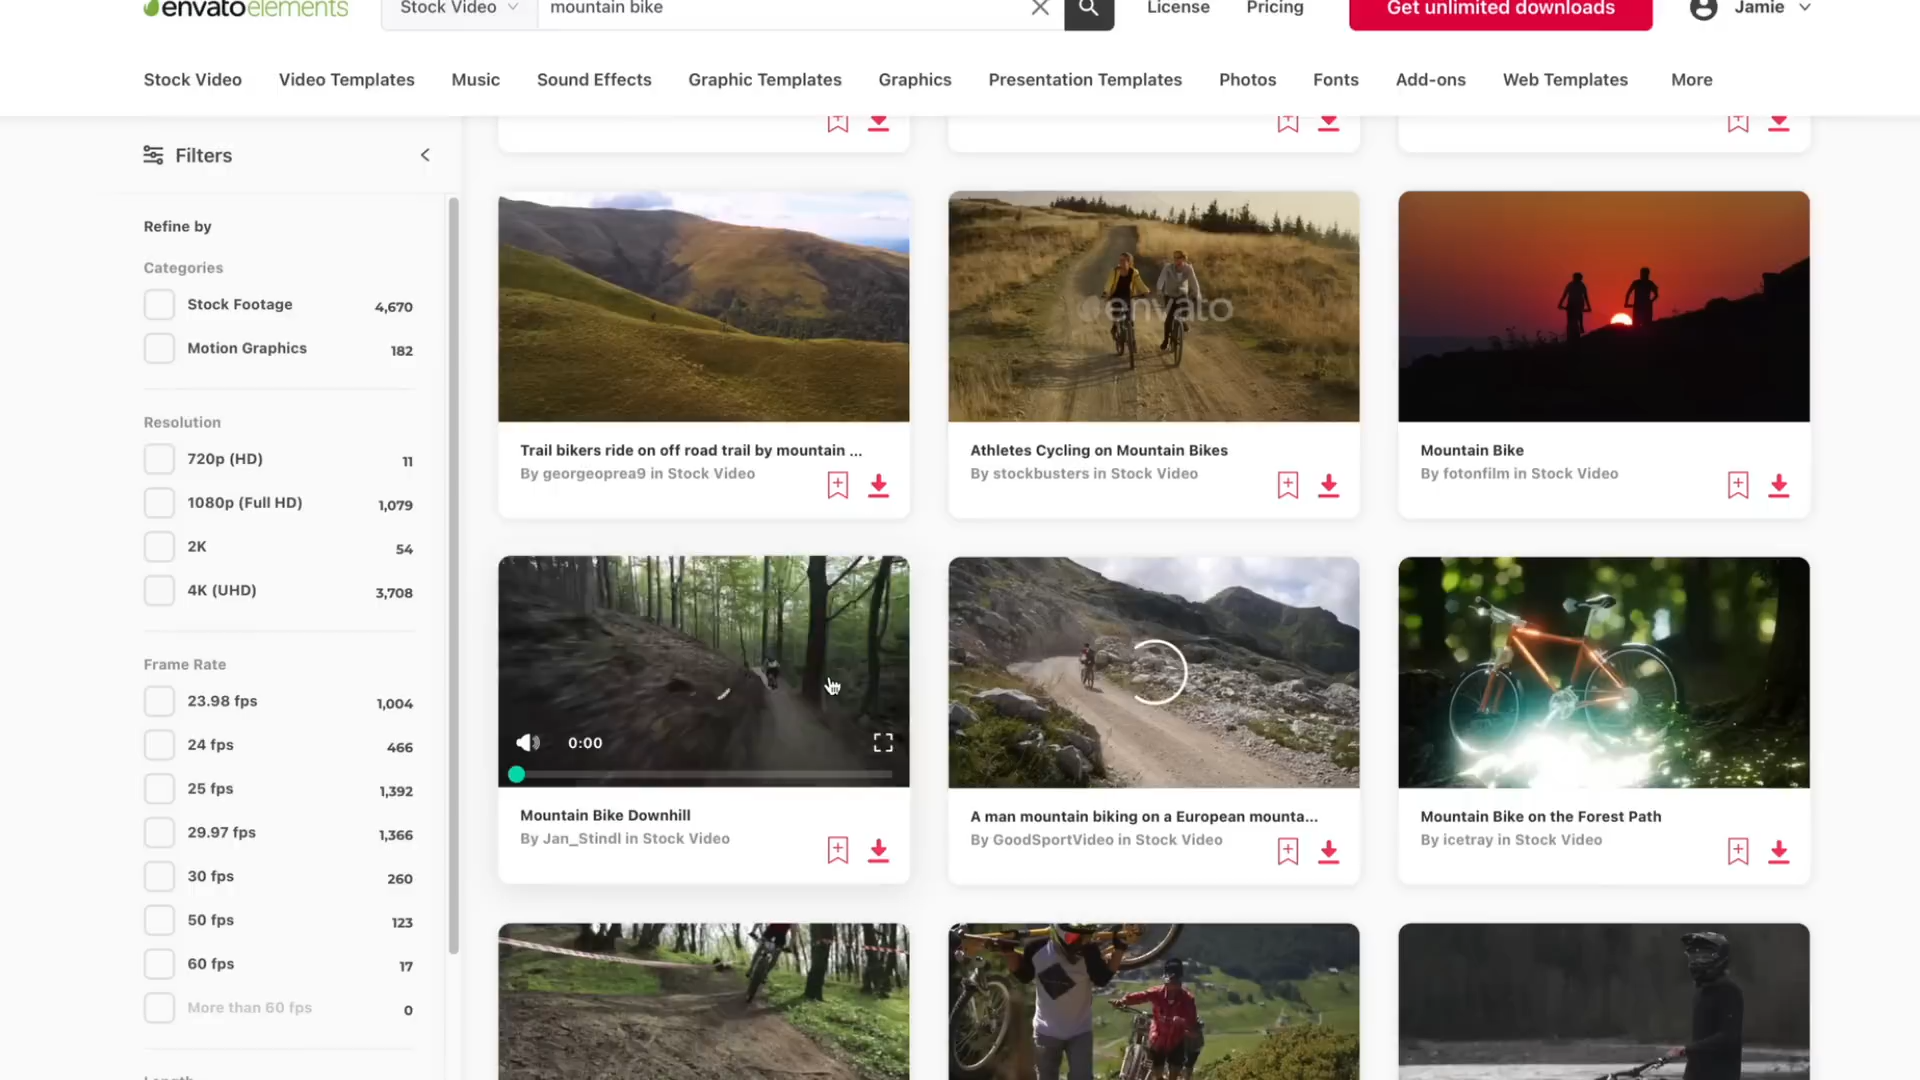 envatoelements
Stock Video
mountain bike
License
Pricing
Get unlimited downloads
Jamie
Stock Video
Video Templates
Music
Sound Effects
Graphic Templates
Graphics
Presentation Templates
Photos
Fonts
Add-ons
Web Templates
More
Filters
Refine by
Categories
Stock Footage 4,670
Motion Graphics 182
Resolution
720p (HD) 11
1080p (Full HD) 1,079
2K 54
4K (UHD) 3,708
Frame Rate
23.98 fps 1,004
24 fps 466
25 fps 1,392
29.97 fps 1,366
30 fps 260
50 fps 123
60 fps 17
More than 60 fps 0
Trail bikers ride on off road trail by mountain ...
By georgeoprea9 in Stock Video
envato
Athletes Cycling on Mountain Bikes
By stockbusters in Stock Video
Mountain Bike
By fotonfilm in Stock Video
0:00
Mountain Bike Downhill
By Jan_Stindl in Stock Video
A man mountain biking on a European mounta...
By GoodSportVideo in Stock Video
Mountain Bike on the Forest Path
By icetray in Stock Video